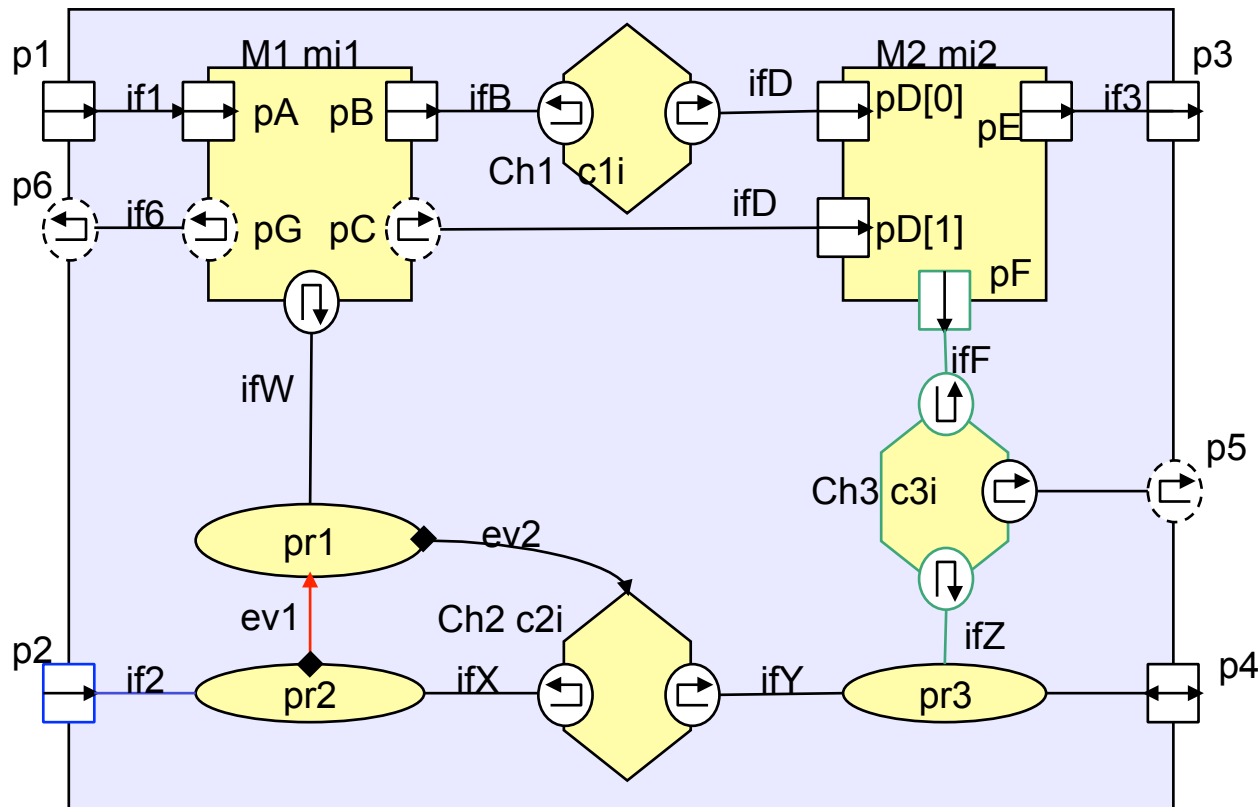 p1
M1 mi1
M2 mi2
p3
if1
pA
pB
ifB
ifD
pD[0]
pE
if3
Ch1 c1i
p6
if6
pG
pC
ifD
pD[1]
pF
ifW
ifF
p5
Ch3 c3i
pr1
ev2
ev1
Ch2 c2i
ifZ
p2
if2
pr2
ifX
ifY
pr3
p4